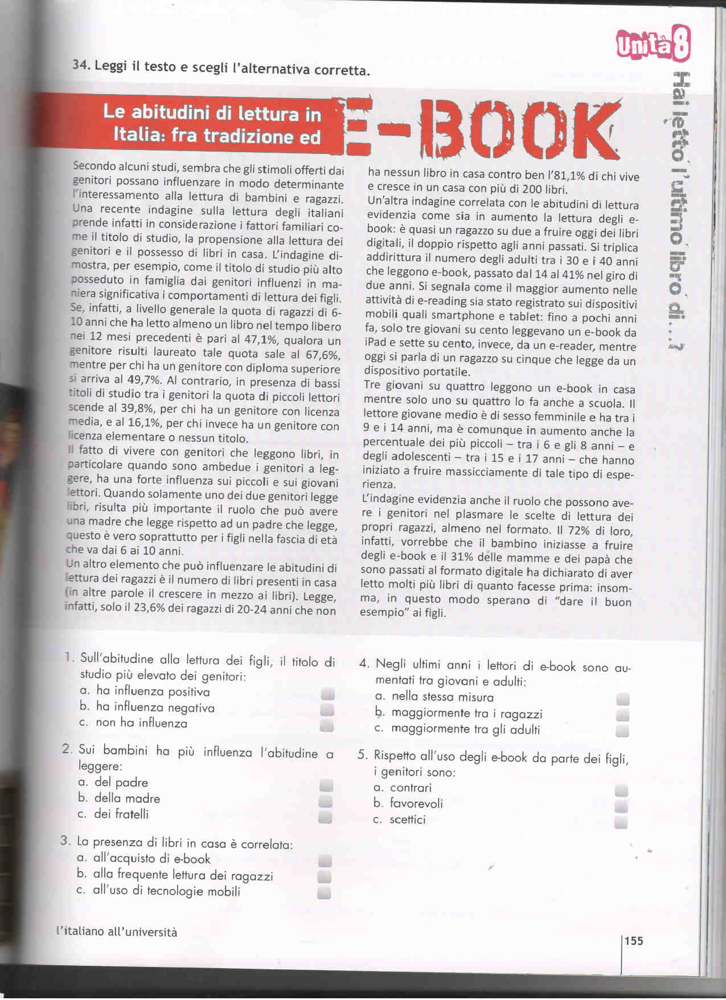 Unità 8
Hai letto l'ultimo libro di...?
34. Leggi il testo e scegli l'alternativa corretta.
Le abitudini di lettura in
Italia: fra tradizione ed
E-BOOK
Secondo alcuni studi, sembra che gli stimoli offerti dai
genitori possano influenzare in modo determinante
l'interessamento alla lettura di bambini e ragazzi.
Una recente indagine sulla lettura degli italiani
prende infatti in considerazione i fattori familiari co-
me il titolo di studio, la propensione alla lettura dei
genitori e il possesso di libri in casa. L'indagine di-
mostra, per esempio, come il titolo di studio più alto
posseduto in famiglia dai genitori influenzi in ma-
niera significativa i comportamenti di lettura dei figli.
Se, infatti, a livello generale la quota di ragazzi di 6-
10 anni che ha letto almeno un libro nel tempo libero
nei 12 mesi precedenti è pari al 47,1%, qualora un
genitore risulti laureato tale quota sale al 67,6%,
mentre per chi ha un genitore con diploma superiore
si arriva al 49,7%. Al contrario, in presenza di bassi
titoli di studio tra i genitori la quota di piccoli lettori
scende al 39,8%, per chi ha un genitore con licenza
media, e al 16,1%, per chi invece ha un genitore con
licenza elementare o nessun titolo.
Il fatto di vivere con genitori che leggono libri, in
particolare quando sono ambedue i genitori a leg-
gere, ha una forte influenza sui piccoli e sui giovani
lettori. Quando solamente uno dei due genitori legge
libri, risulta più importante il ruolo che può avere
una madre che legge rispetto ad un padre che legge,
questo è vero soprattutto per i figli nella fascia di età
che va dai 6 ai 10 anni.
Un altro elemento che può influenzare le abitudini di
lettura dei ragazzi è il numero di libri presenti in casa
(in altre parole il crescere in mezzo ai libri). Legge,
infatti, solo il 23,6% dei ragazzi di 20-24 anni che non
ha nessun libro in casa contro ben l'81,1% di chi vive
e cresce in un casa con più di 200 libri.
Un'altra indagine correlata con le abitudini di lettura
evidenzia come sia in aumento la lettura degli e-
book: è quasi un ragazzo su due a fruire oggi dei libri
digitali, il doppio rispetto agli anni passati. Si triplica
addirittura il numero degli adulti tra i 30 e i 40 anni
che leggono e-book, passato dal 14 al 41% nel giro di
due anni. Si segnala come il maggior aumento nelle
attività di e-reading sia stato registrato sui dispositivi
mobili quali smartphone e tablet: fino a pochi anni
fa, solo tre giovani su cento leggevano un e-book da
iPad e sette su cento, invece, da un e-reader, mentre
oggi si parla di un ragazzo su cinque che legge da un
dispositivo portatile.
Tre giovani su quattro leggono un e-book in casa
mentre solo uno su quattro lo fa anche a scuola. Il
lettore giovane medio è di sesso femminile e ha tra i
9 e i 14 anni, ma è comunque in aumento anche la
percentuale dei più piccoli – tra i 6 e gli 8 anni – e
degli adolescenti – tra i 15 e i 17 anni – che hanno
iniziato a fruire massicciamente di tale tipo di espe-
rienza.
L'indagine evidenzia anche il ruolo che possono ave-
re i genitori nel plasmare le scelte di lettura dei
propri ragazzi, almeno nel formato. Il 72% di loro,
infatti, vorrebbe che il bambino iniziasse a fruire
degli e-book e il 31% delle mamme e dei papà che
sono passati al formato digitale ha dichiarato di aver
letto molti più libri di quanto facesse prima: insom-
ma, in questo modo sperano di "dare il buon
esempio" ai figli.
1. Sull'abitudine alla lettura dei figli, il titolo di
studio più elevato dei genitori:
a. ha influenza positiva
b. ha influenza negativa
c. non ha influenza
2. Sui bambini ha più influenza l'abitudine a
leggere:
a. del padre
b. della madre
c. dei fratelli
3. La presenza di libri in casa è correlata:
a. all'acquisto di e-book
b. alla frequente lettura dei ragazzi
c. all'uso di tecnologie mobili
4. Negli ultimi anni i lettori di e-book sono au-
mentati tra giovani e adulti:
a. nella stessa misura
b. maggiormente tra i ragazzi
c. maggiormente tra gli adulti
5. Rispetto all'uso degli e-book da parte dei figli,
i genitori sono:
a. contrari
b. favorevoli
c. scettici
l'italiano all'università
155